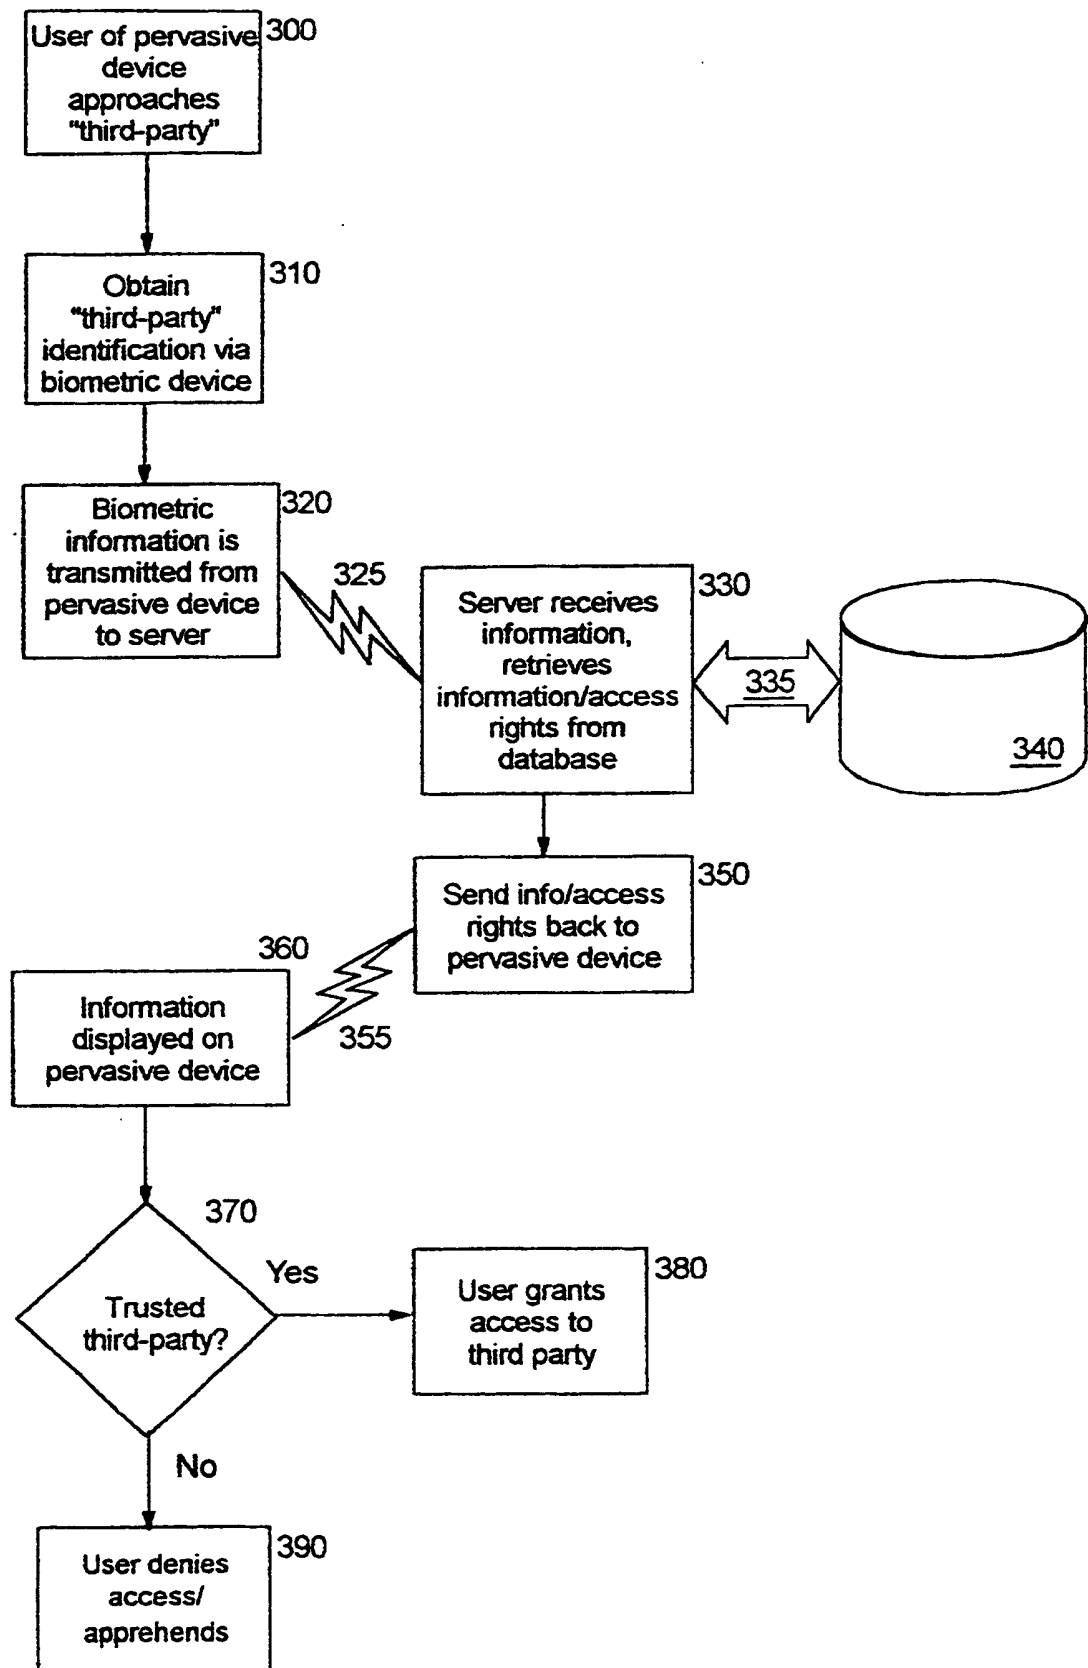 User of pervasive
device
approaches
"third-party"
300
Obtain
"third-party"
identification via
biometric device
310
Biometric
information is
transmitted from
pervasive device
to server
320
325
Server receives
information,
retrieves
information/access
rights from
database
330
335
340
Send info/access
rights back to
pervasive device
350
355
360
Information
displayed on
pervasive device
370
Trusted
third-party?
Yes
User grants
access to
third party
380
No
User denies
access/
apprehends
390